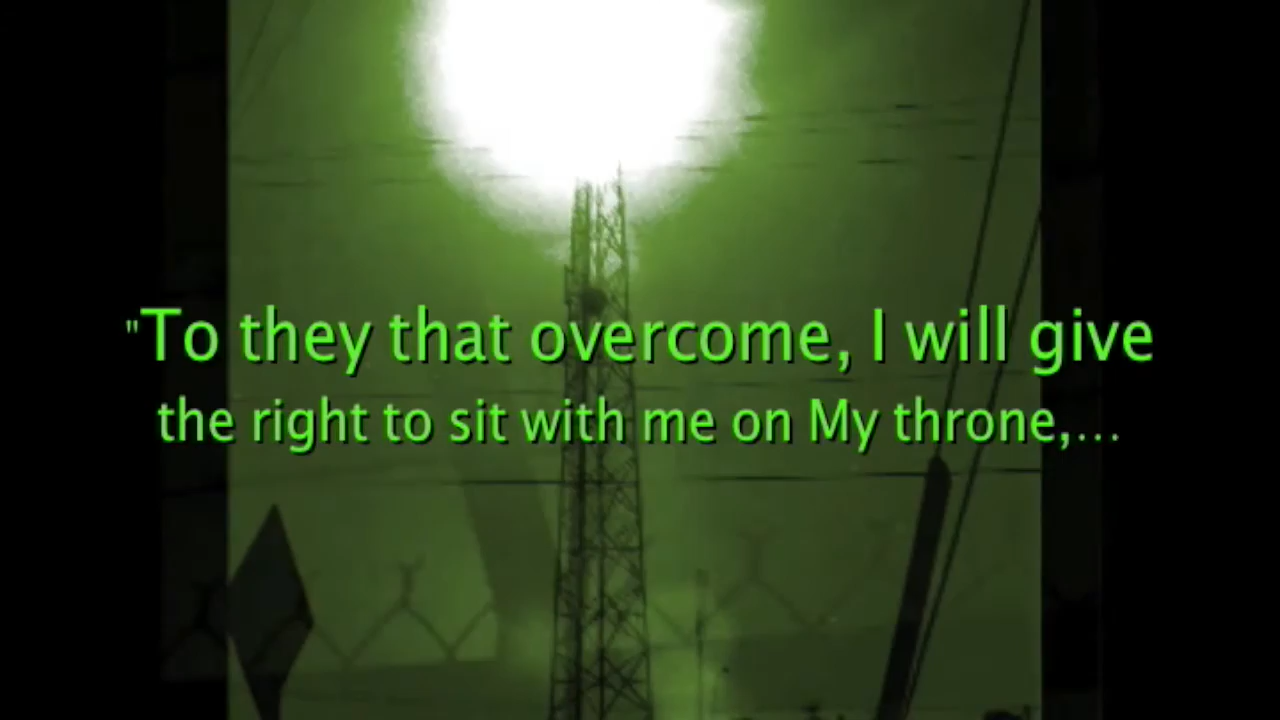 "To they that overcome, I will give
the right to sit with me on My throne,...